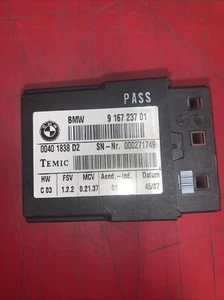 PASS
BMW 9 167 237 01
0040 1838 D2 SN-Nr. 000271749
TEMIC
HW FSV MCV Aend.-Ind. Datum
C 03 1.2.2 0.21.37 01 45/07